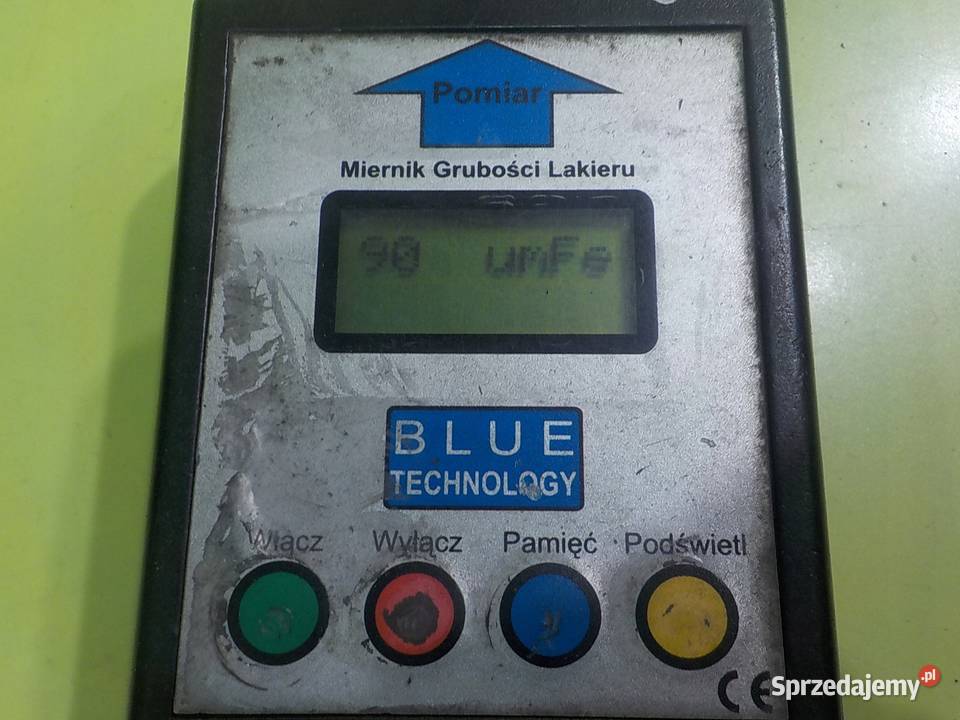 Pomiar
Miernik Grubości Lakieru
90 umFe
BLUE
TECHNOLOGY
Włącz Wyłącz Pamięć Podświetl
CE
Sprzedajemy.pl